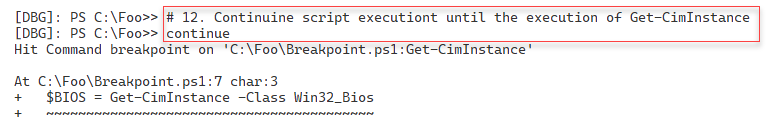 [DBG]: PS C:\Foo>> # 12. Continuine script executiont until the execution of Get-CimInstance
[DBG]: PS C:\Foo>> continue
Hit Command breakpoint on 'C:\Foo\Breakpoint.ps1:Get-CimInstance'
At C:\Foo\Breakpoint.ps1:7 char:3
+   $BIOS = Get-CimInstance -Class Win32_Bios
+   ~~~~~~~~~~~~~~~~~~~~~~~~~~~~~~~~~~~~~~~~~